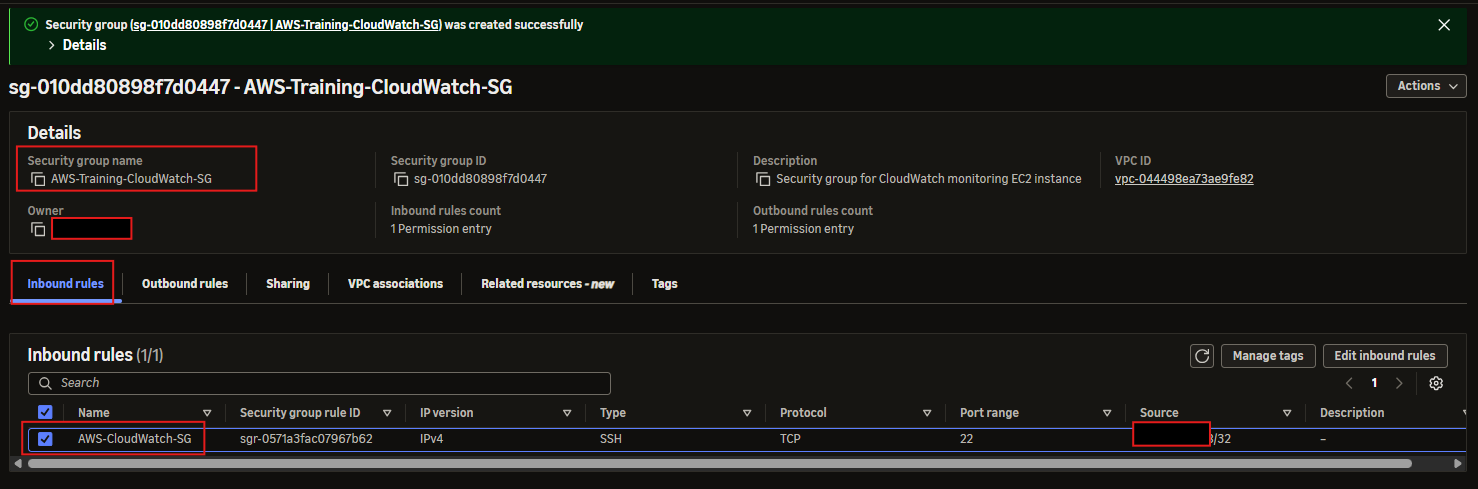 Security group (sg-010dd80898f7d0447 | AWS-Training-CloudWatch-SG) was created successfully
Details
sg-010dd80898f7d0447 - AWS-Training-CloudWatch-SG
Actions
Details
Security group name
AWS-Training-CloudWatch-SG
Security group ID
sg-010dd80898f7d0447
Description
Security group for CloudWatch monitoring EC2 instance
VPC ID
vpc-044498ea73ae9fe82
Owner
Inbound rules count
1 Permission entry
Outbound rules count
1 Permission entry
Inbound rules Outbound rules Sharing VPC associations Related resources - new Tags
Inbound rules (1/1)
Manage tags Edit inbound rules
Search
1
Name Security group rule ID IP version Type Protocol Port range Source Description
AWS-CloudWatch-SG sgr-0571a3fac07967b62 IPv4 SSH TCP 22 /32 –